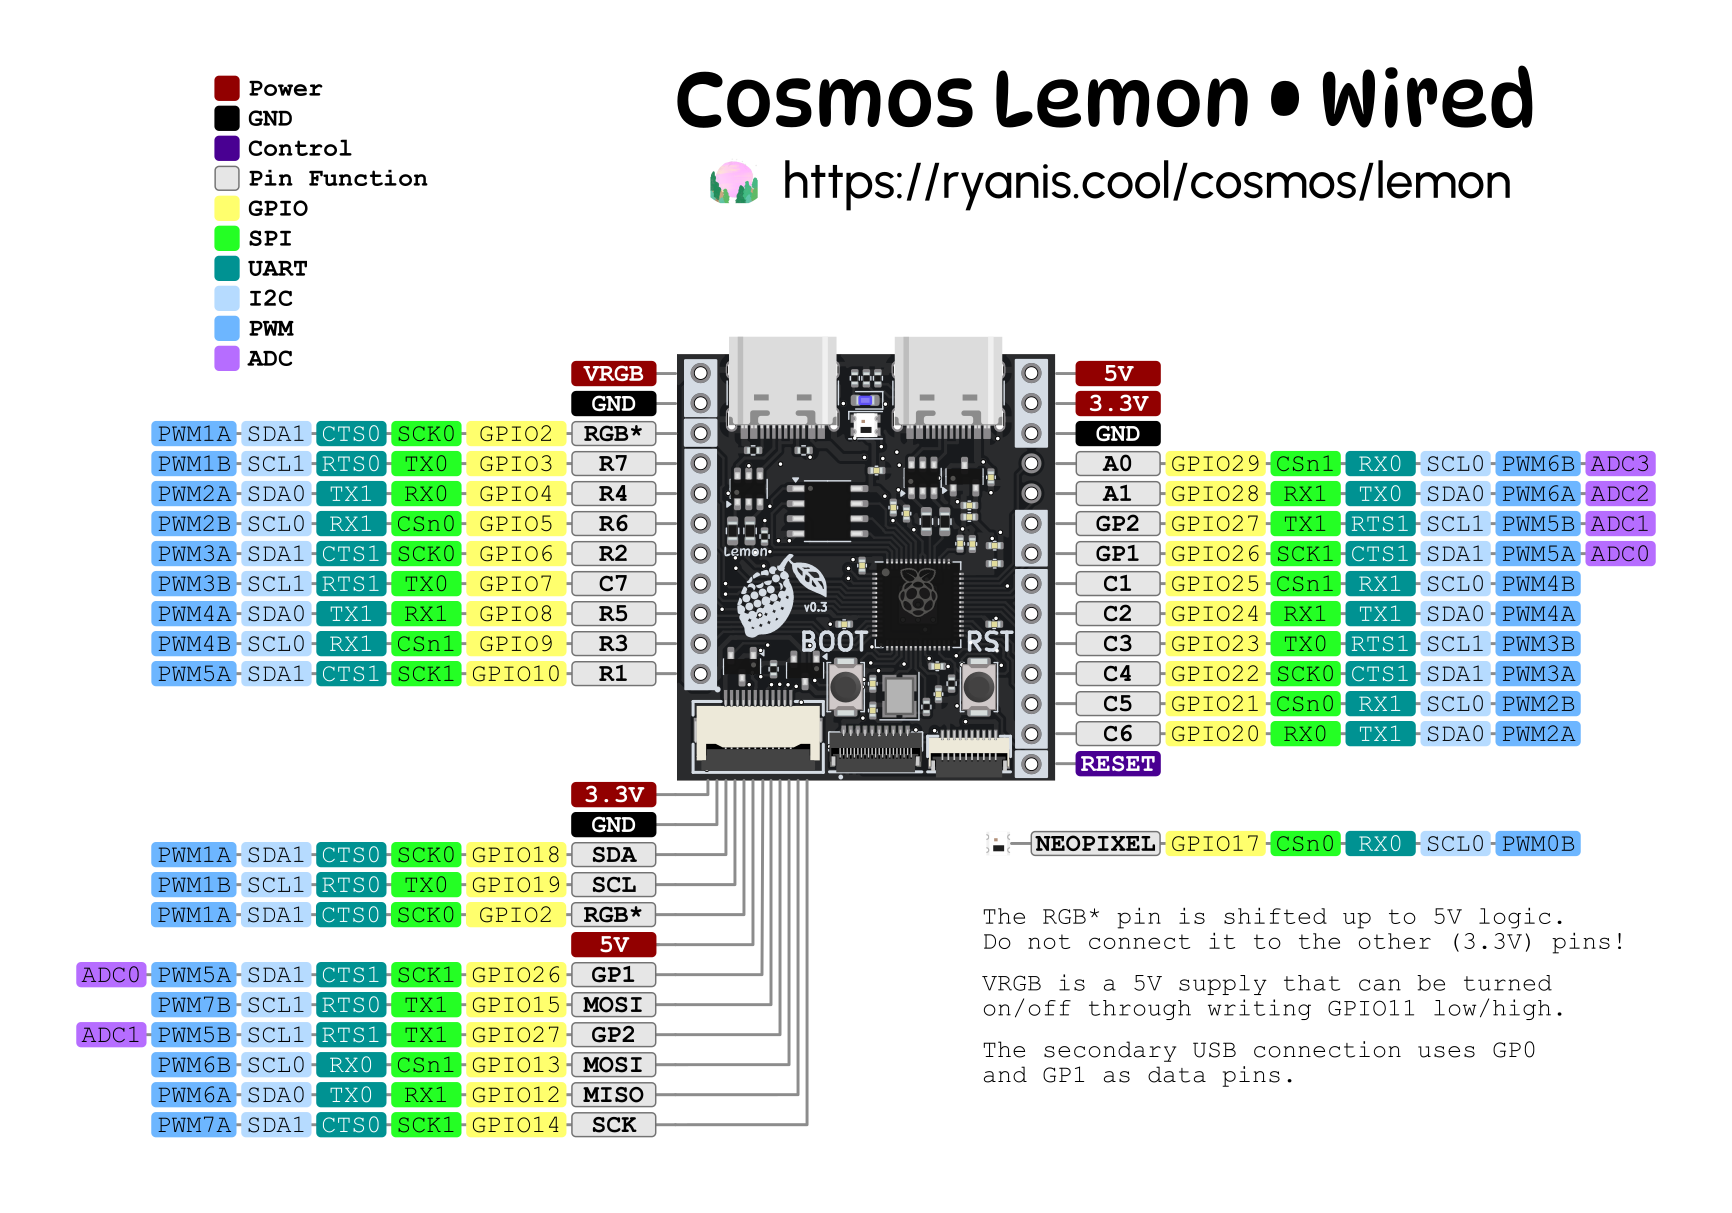 Cosmos Lemon • Wired
https://ryanis.cool/cosmos/lemon
Power
GND
Control
Pin Function
GPIO
SPI
UART
I2C
PWM
ADC
VRGB
GND
PWM1A SDA1 CTS0 SCK0 GPIO2 RGB*
PWM1B SCL1 RTS0 TX0 GPIO3 R7
PWM2A SDA0 TX1 RX0 GPIO4 R4
PWM2B SCL0 RX1 CSn0 GPIO5 R6
PWM3A SDA1 CTS1 SCK0 GPIO6 R2
PWM3B SCL1 RTS1 TX0 GPIO7 C7
PWM4A SDA0 TX1 RX1 GPIO8 R5
PWM4B SCL0 RX1 CSn1 GPIO9 R3
PWM5A SDA1 CTS1 SCK1 GPIO10 R1
Lemon
v0.3
BOOT
RST
5V
3.3V
GND
A0 GPIO29 CSn1 RX0 SCL0 PWM6B ADC3
A1 GPIO28 RX1 TX0 SDA0 PWM6A ADC2
GP2 GPIO27 TX1 RTS1 SCL1 PWM5B ADC1
GP1 GPIO26 SCK1 CTS1 SDA1 PWM5A ADC0
C1 GPIO25 CSn1 RX1 SCL0 PWM4B
C2 GPIO24 RX1 TX1 SDA0 PWM4A
C3 GPIO23 TX0 RTS1 SCL1 PWM3B
C4 GPIO22 SCK0 CTS1 SDA1 PWM3A
C5 GPIO21 CSn0 RX1 SCL0 PWM2B
C6 GPIO20 RX0 TX1 SDA0 PWM2A
RESET
3.3V
GND
PWM1A SDA1 CTS0 SCK0 GPIO18 SDA
PWM1B SCL1 RTS0 TX0 GPIO19 SCL
PWM1A SDA1 CTS0 SCK0 GPIO2 RGB*
5V
ADC0 PWM5A SDA1 CTS1 SCK1 GPIO26 GP1
PWM7B SCL1 RTS0 TX1 GPIO15 MOSI
ADC1 PWM5B SCL1 RTS1 TX1 GPIO27 GP2
PWM6B SCL0 RX0 CSn1 GPIO13 MOSI
PWM6A SDA0 TX0 RX1 GPIO12 MISO
PWM7A SDA1 CTS0 SCK1 GPIO14 SCK
NEOPIXEL GPIO17 CSn0 RX0 SCL0 PWM0B
The RGB* pin is shifted up to 5V logic.
Do not connect it to the other (3.3V) pins!
VRGB is a 5V supply that can be turned
on/off through writing GPIO11 low/high.
The secondary USB connection uses GP0
and GP1 as data pins.